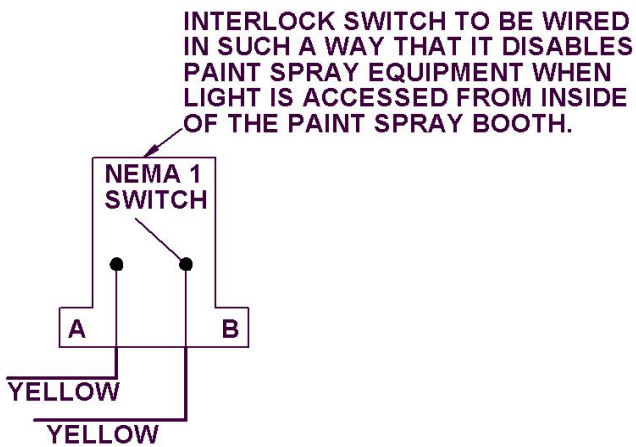 INTERLOCK SWITCH TO BE WIRED
IN SUCH A WAY THAT IT DISABLES
PAINT SPRAY EQUIPMENT WHEN
LIGHT IS ACCESSED FROM INSIDE
OF THE PAINT SPRAY BOOTH.
NEMA 1
SWITCH
A B
YELLOW
YELLOW